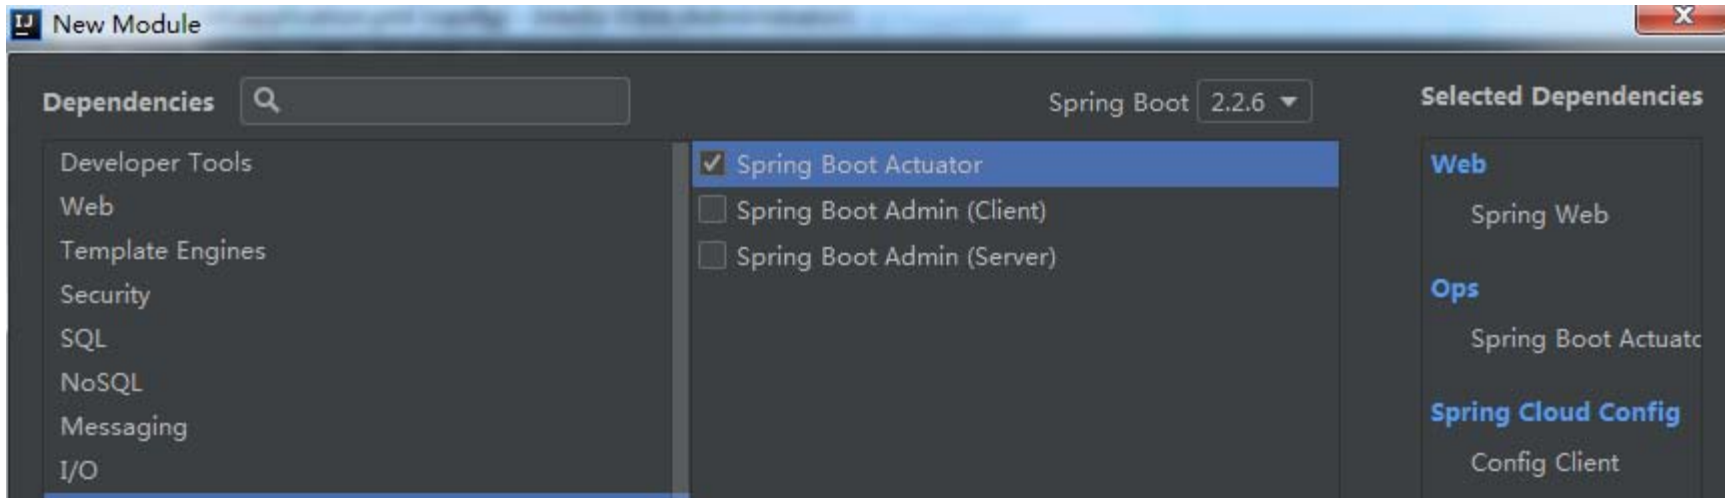 New Module
Dependencies
Spring Boot 2.2.6
Selected Dependencies
Developer Tools
Web
Template Engines
Security
SQL
NoSQL
Messaging
I/O
Spring Boot Actuator
Spring Boot Admin (Client)
Spring Boot Admin (Server)
Web
Spring Web
Ops
Spring Boot Actuato
Spring Cloud Config
Config Client